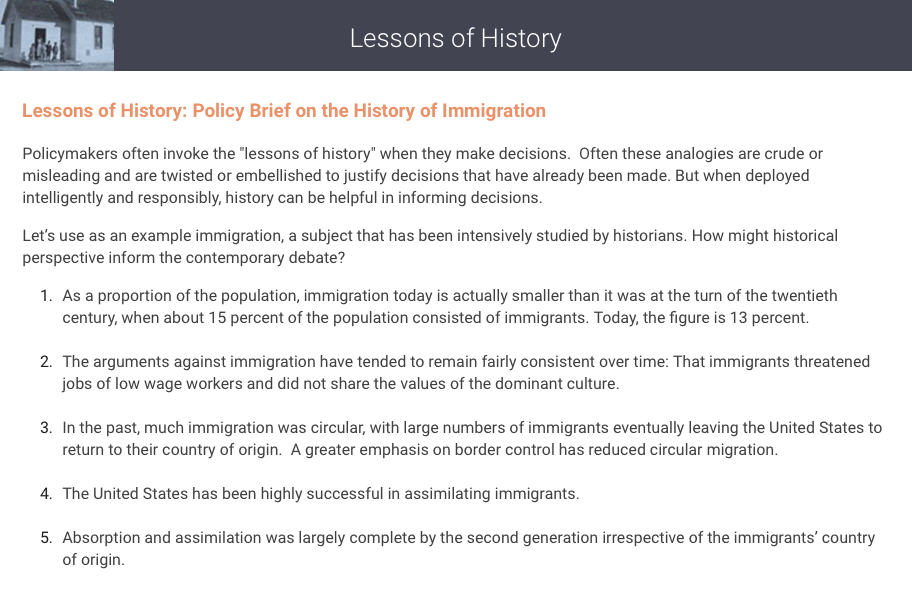 Lessons of History
Lessons of History: Policy Brief on the History of Immigration
Policymakers often invoke the "lessons of history" when they make decisions.  Often these analogies are crude or
misleading and are twisted or embellished to justify decisions that have already been made. But when deployed
intelligently and responsibly, history can be helpful in informing decisions.
Let’s use as an example immigration, a subject that has been intensively studied by historians. How might historical
perspective inform the contemporary debate?
1. As a proportion of the population, immigration today is actually smaller than it was at the turn of the twentieth
century, when about 15 percent of the population consisted of immigrants. Today, the figure is 13 percent.
2. The arguments against immigration have tended to remain fairly consistent over time: That immigrants threatened
jobs of low wage workers and did not share the values of the dominant culture.
3. In the past, much immigration was circular, with large numbers of immigrants eventually leaving the United States to
return to their country of origin.  A greater emphasis on border control has reduced circular migration.
4. The United States has been highly successful in assimilating immigrants.
5. Absorption and assimilation was largely complete by the second generation irrespective of the immigrants’ country
of origin.